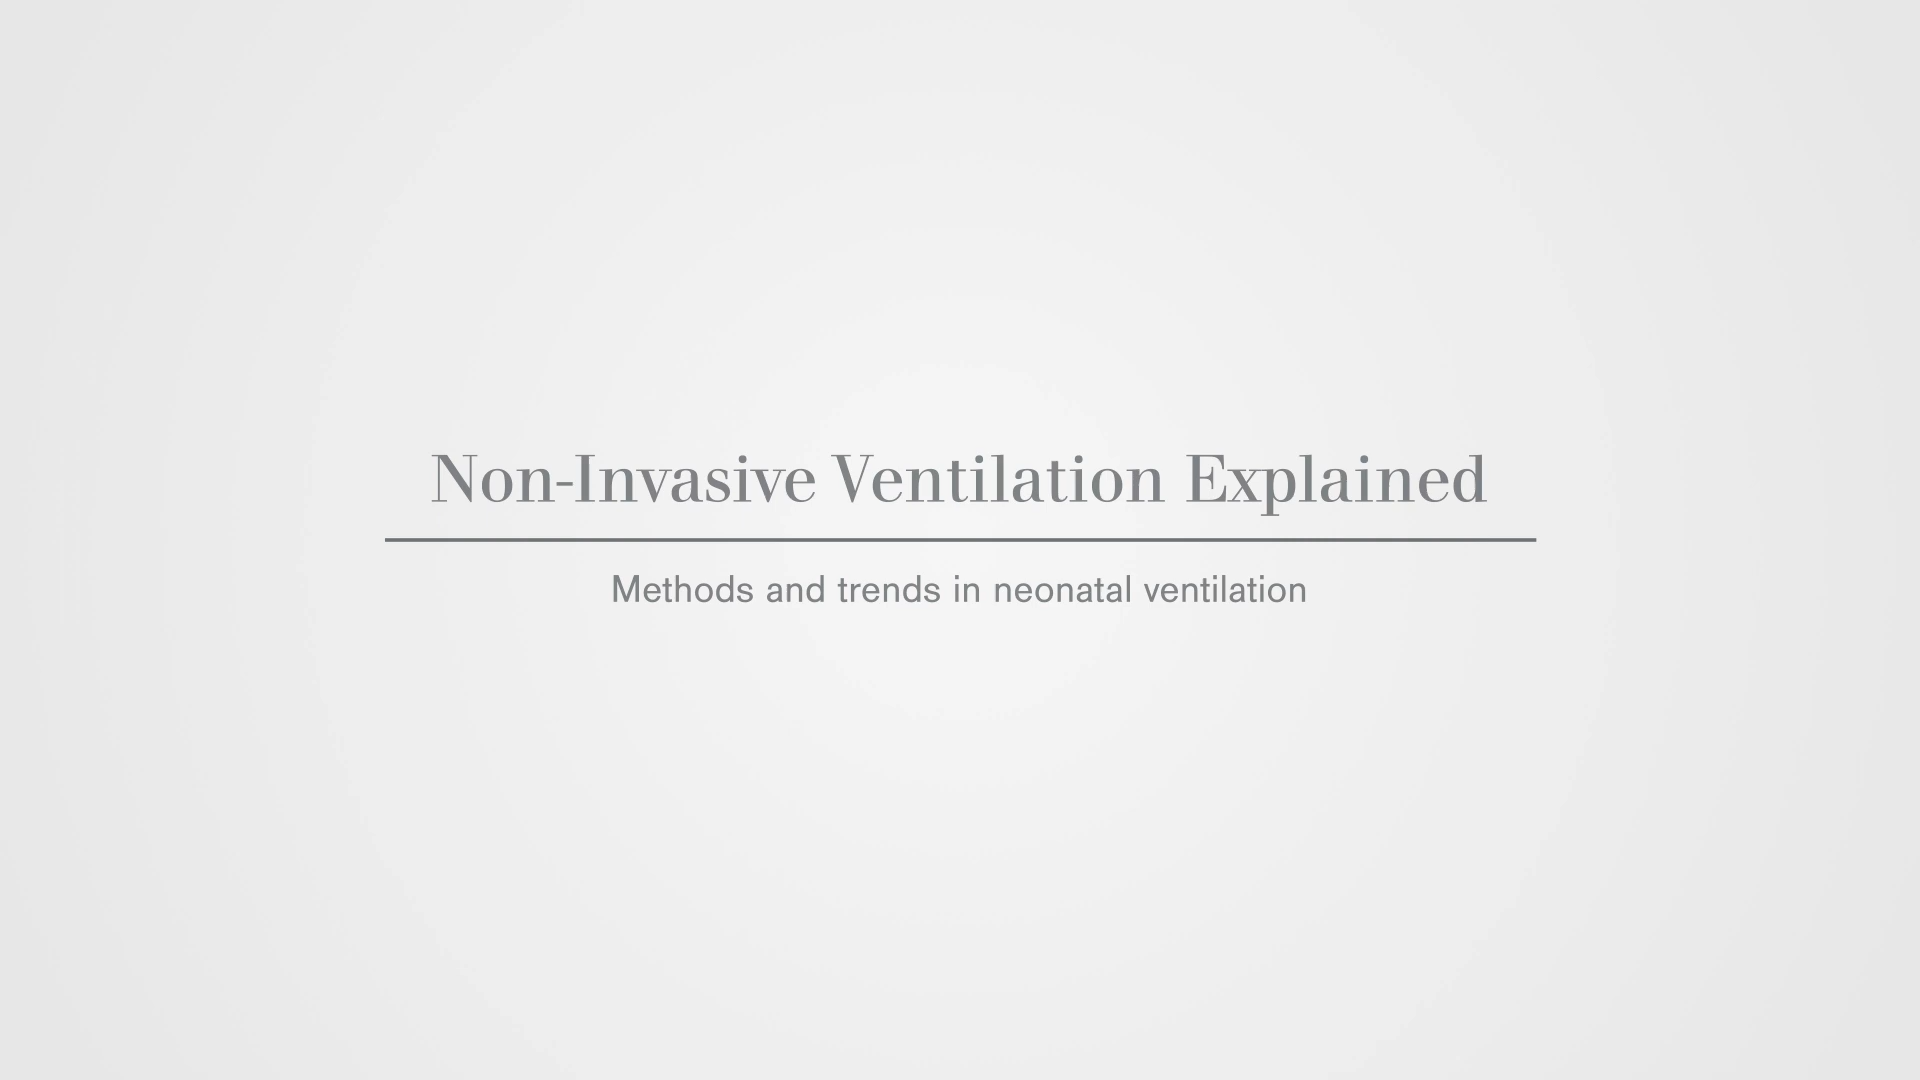 Non-Invasive Ventilation Explained
Methods and trends in neonatal ventilation